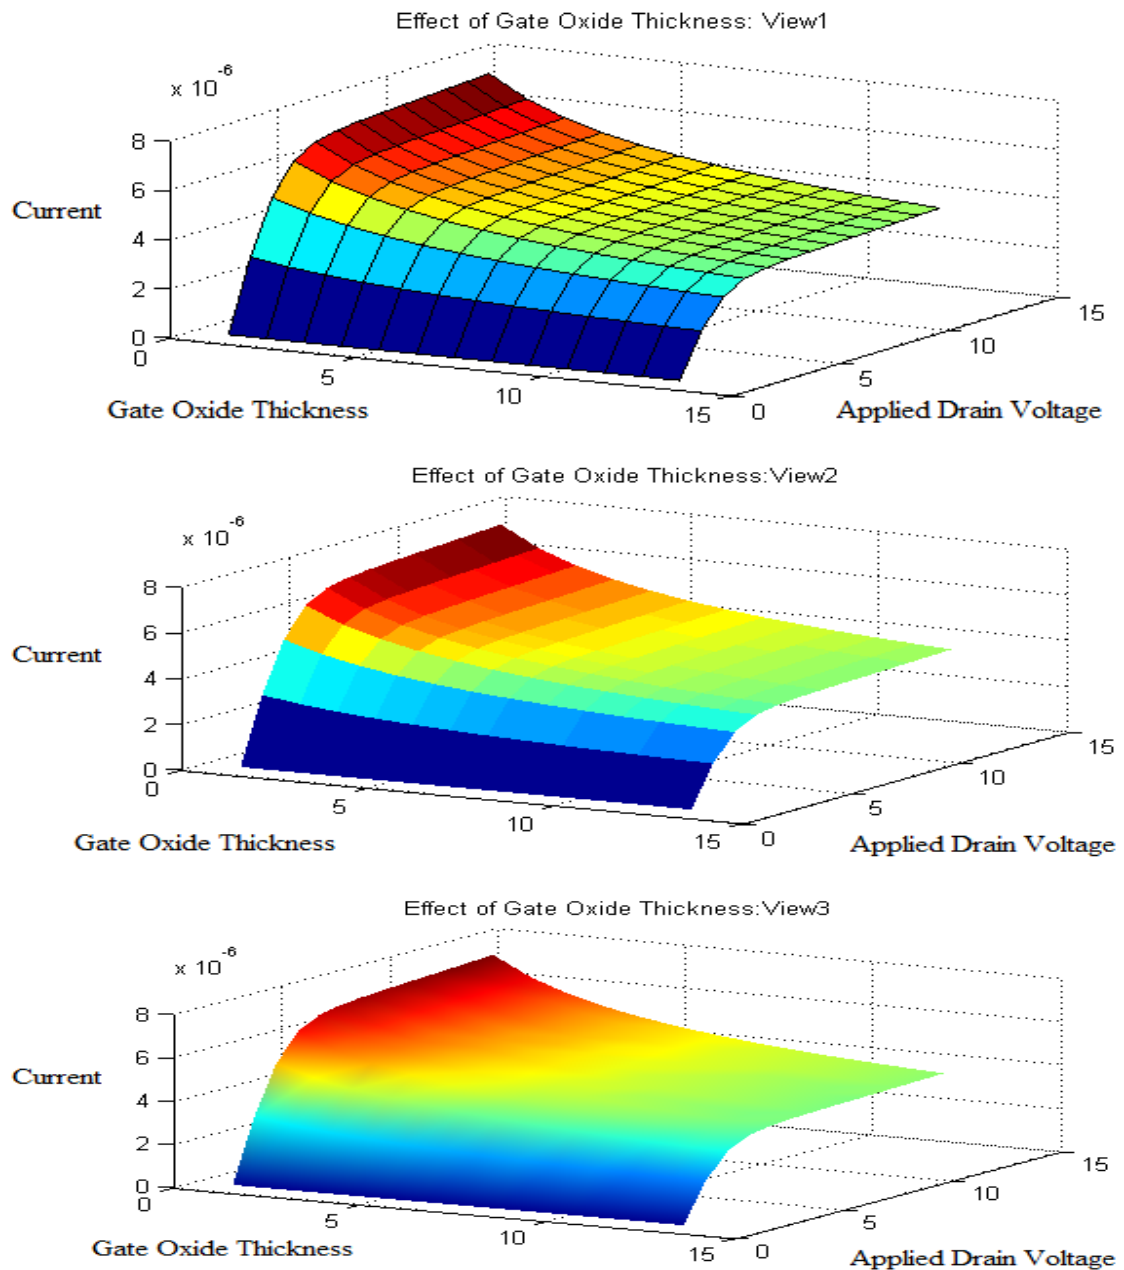 Effect of Gate Oxide Thickness: View1
x 10^-6
8
6
Current
4
2
0
0
5
10
15
0
5
10
15
Gate Oxide Thickness
Applied Drain Voltage
Effect of Gate Oxide Thickness:View2
x 10^-6
8
6
Current
4
2
0
0
5
10
15
0
5
10
15
Gate Oxide Thickness
Applied Drain Voltage
Effect of Gate Oxide Thickness:View3
x 10^-6
8
6
Current
4
2
0
0
5
10
15
0
5
10
15
Gate Oxide Thickness
Applied Drain Voltage